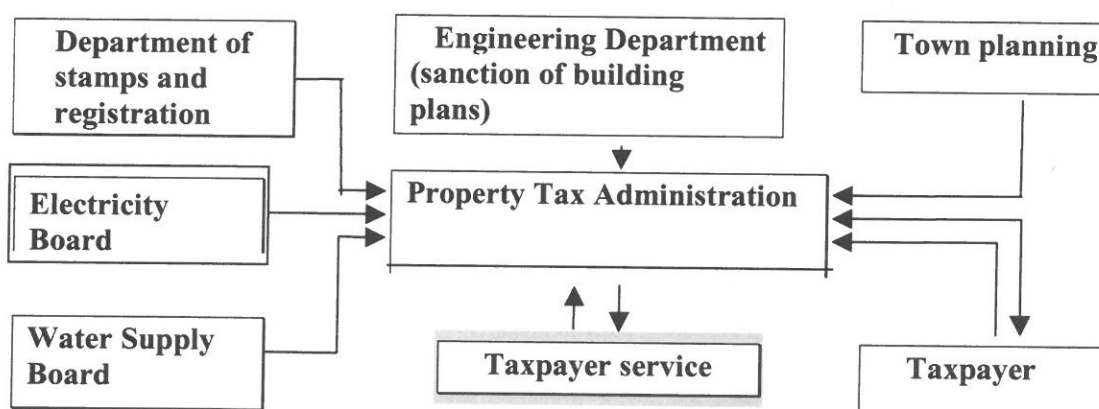 Department of
stamps and
registration
Engineering Department
(sanction of building
plans)
Town planning
Electricity
Board
Property Tax Administration
Water Supply
Board
Taxpayer service
Taxpayer